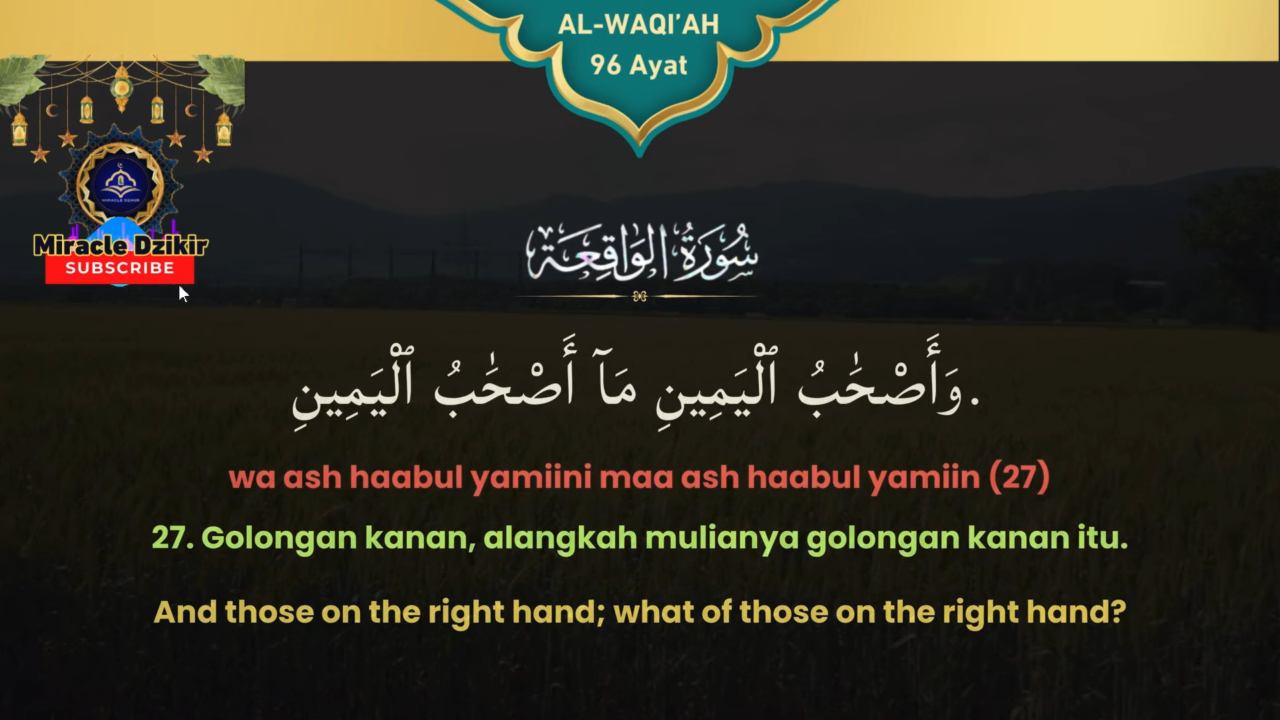 AL-WAQI’AH
96 Ayat
MIRACLE DZIKIR
Miracle Dzikir
SUBSCRIBE
سُورَةُ الوَاقِعَة
وَأَصْحَٰبُ ٱلْيَمِينِ مَآ أَصْحَٰبُ ٱلْيَمِينِ.
wa ash haabul yamiini maa ash haabul yamiin (27)
27. Golongan kanan, alangkah mulianya golongan kanan itu.
And those on the right hand; what of those on the right hand?